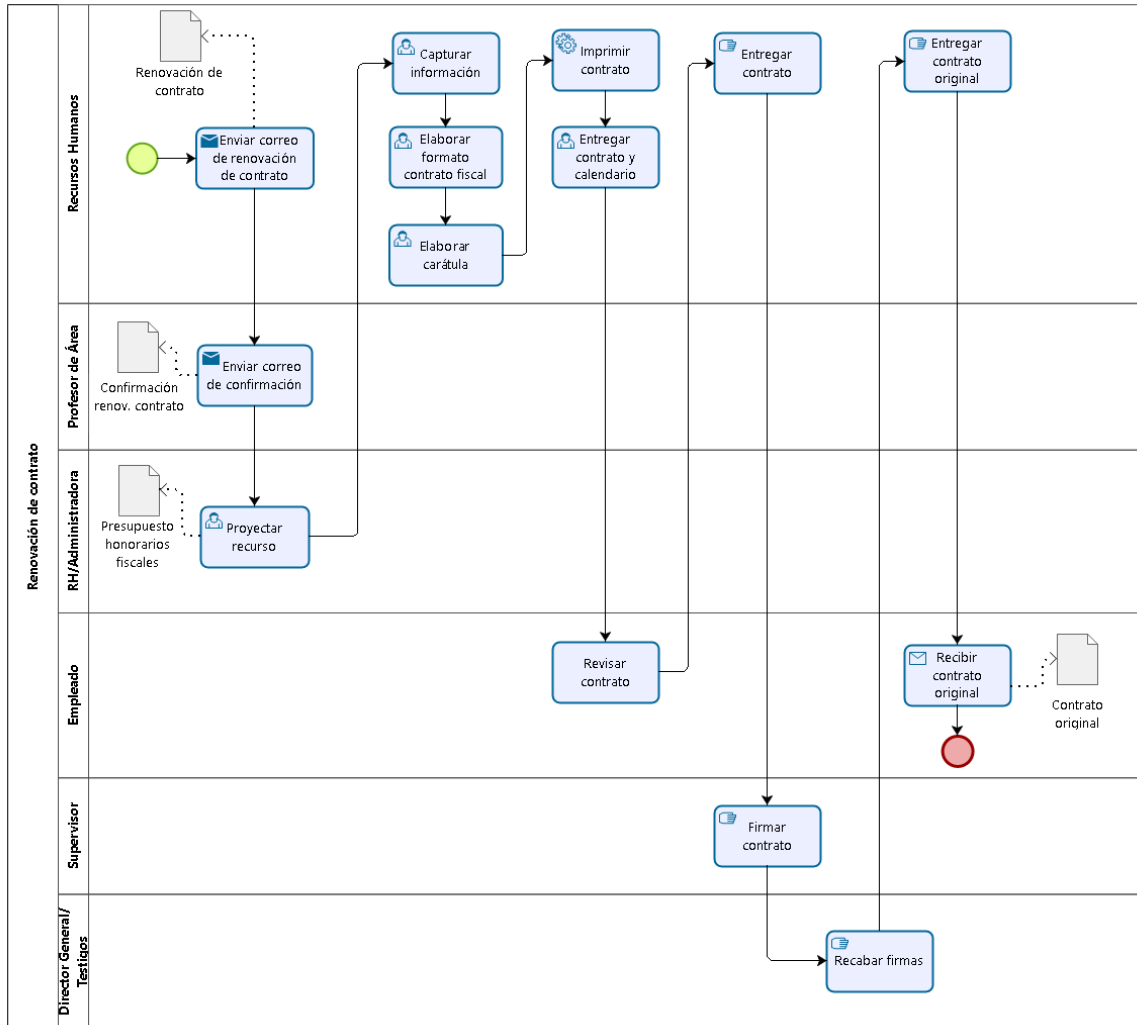 Renovación de contrato
Recursos Humanos
Renovación de
contrato
Enviar correo
de renovación
de contrato
Capturar
información
Elaborar
formato
contrato fiscal
Elaborar
carátula
Imprimir
contrato
Entregar
contrato y
calendario
Entregar
contrato
Entregar
contrato
original
Profesor de Área
Confirmación
renov. contrato
Enviar correo
de confirmación
RH/Administradora
Presupuesto
honorarios
fiscales
Proyectar
recurso
Empleado
Revisar
contrato
Recibir
contrato
original
Contrato
original
Supervisor
Firmar
contrato
Director General/
Testigos
Recabar firmas